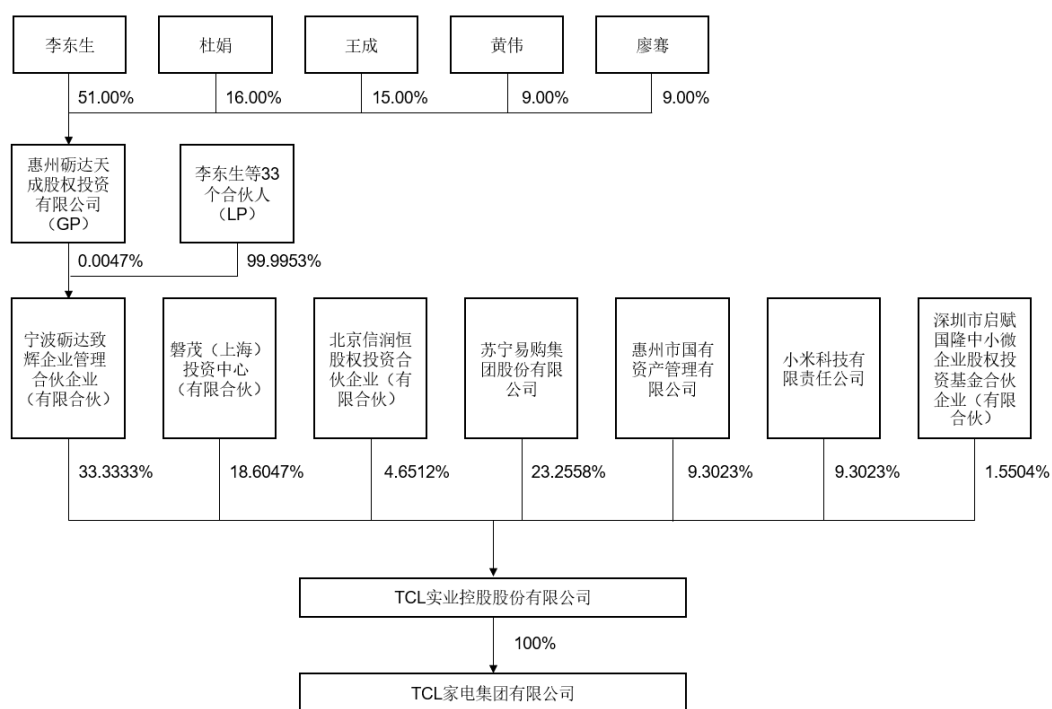 李东生
杜娟
王成
黄伟
廖骞
51.00%
16.00%
15.00%
9.00%
9.00%
惠州砺达天
成股权投资
有限公司
（GP）
李东生等33
个合伙人
（LP）
0.0047%
99.9953%
宁波砺达致
辉企业管理
合伙企业
（有限合伙）
磐茂（上海）
投资中心
（有限合伙）
北京信润恒
股权投资合
伙企业（有
限合伙）
苏宁易购集
团股份有限
公司
惠州市国有
资产管理有
限公司
小米科技有
限责任公司
深圳市启赋
国隆中小微
企业股权投
资基金合伙
企业（有限
合伙）
33.3333%
18.6047%
4.6512%
23.2558%
9.3023%
9.3023%
1.5504%
TCL实业控股股份有限公司
100%
TCL家电集团有限公司